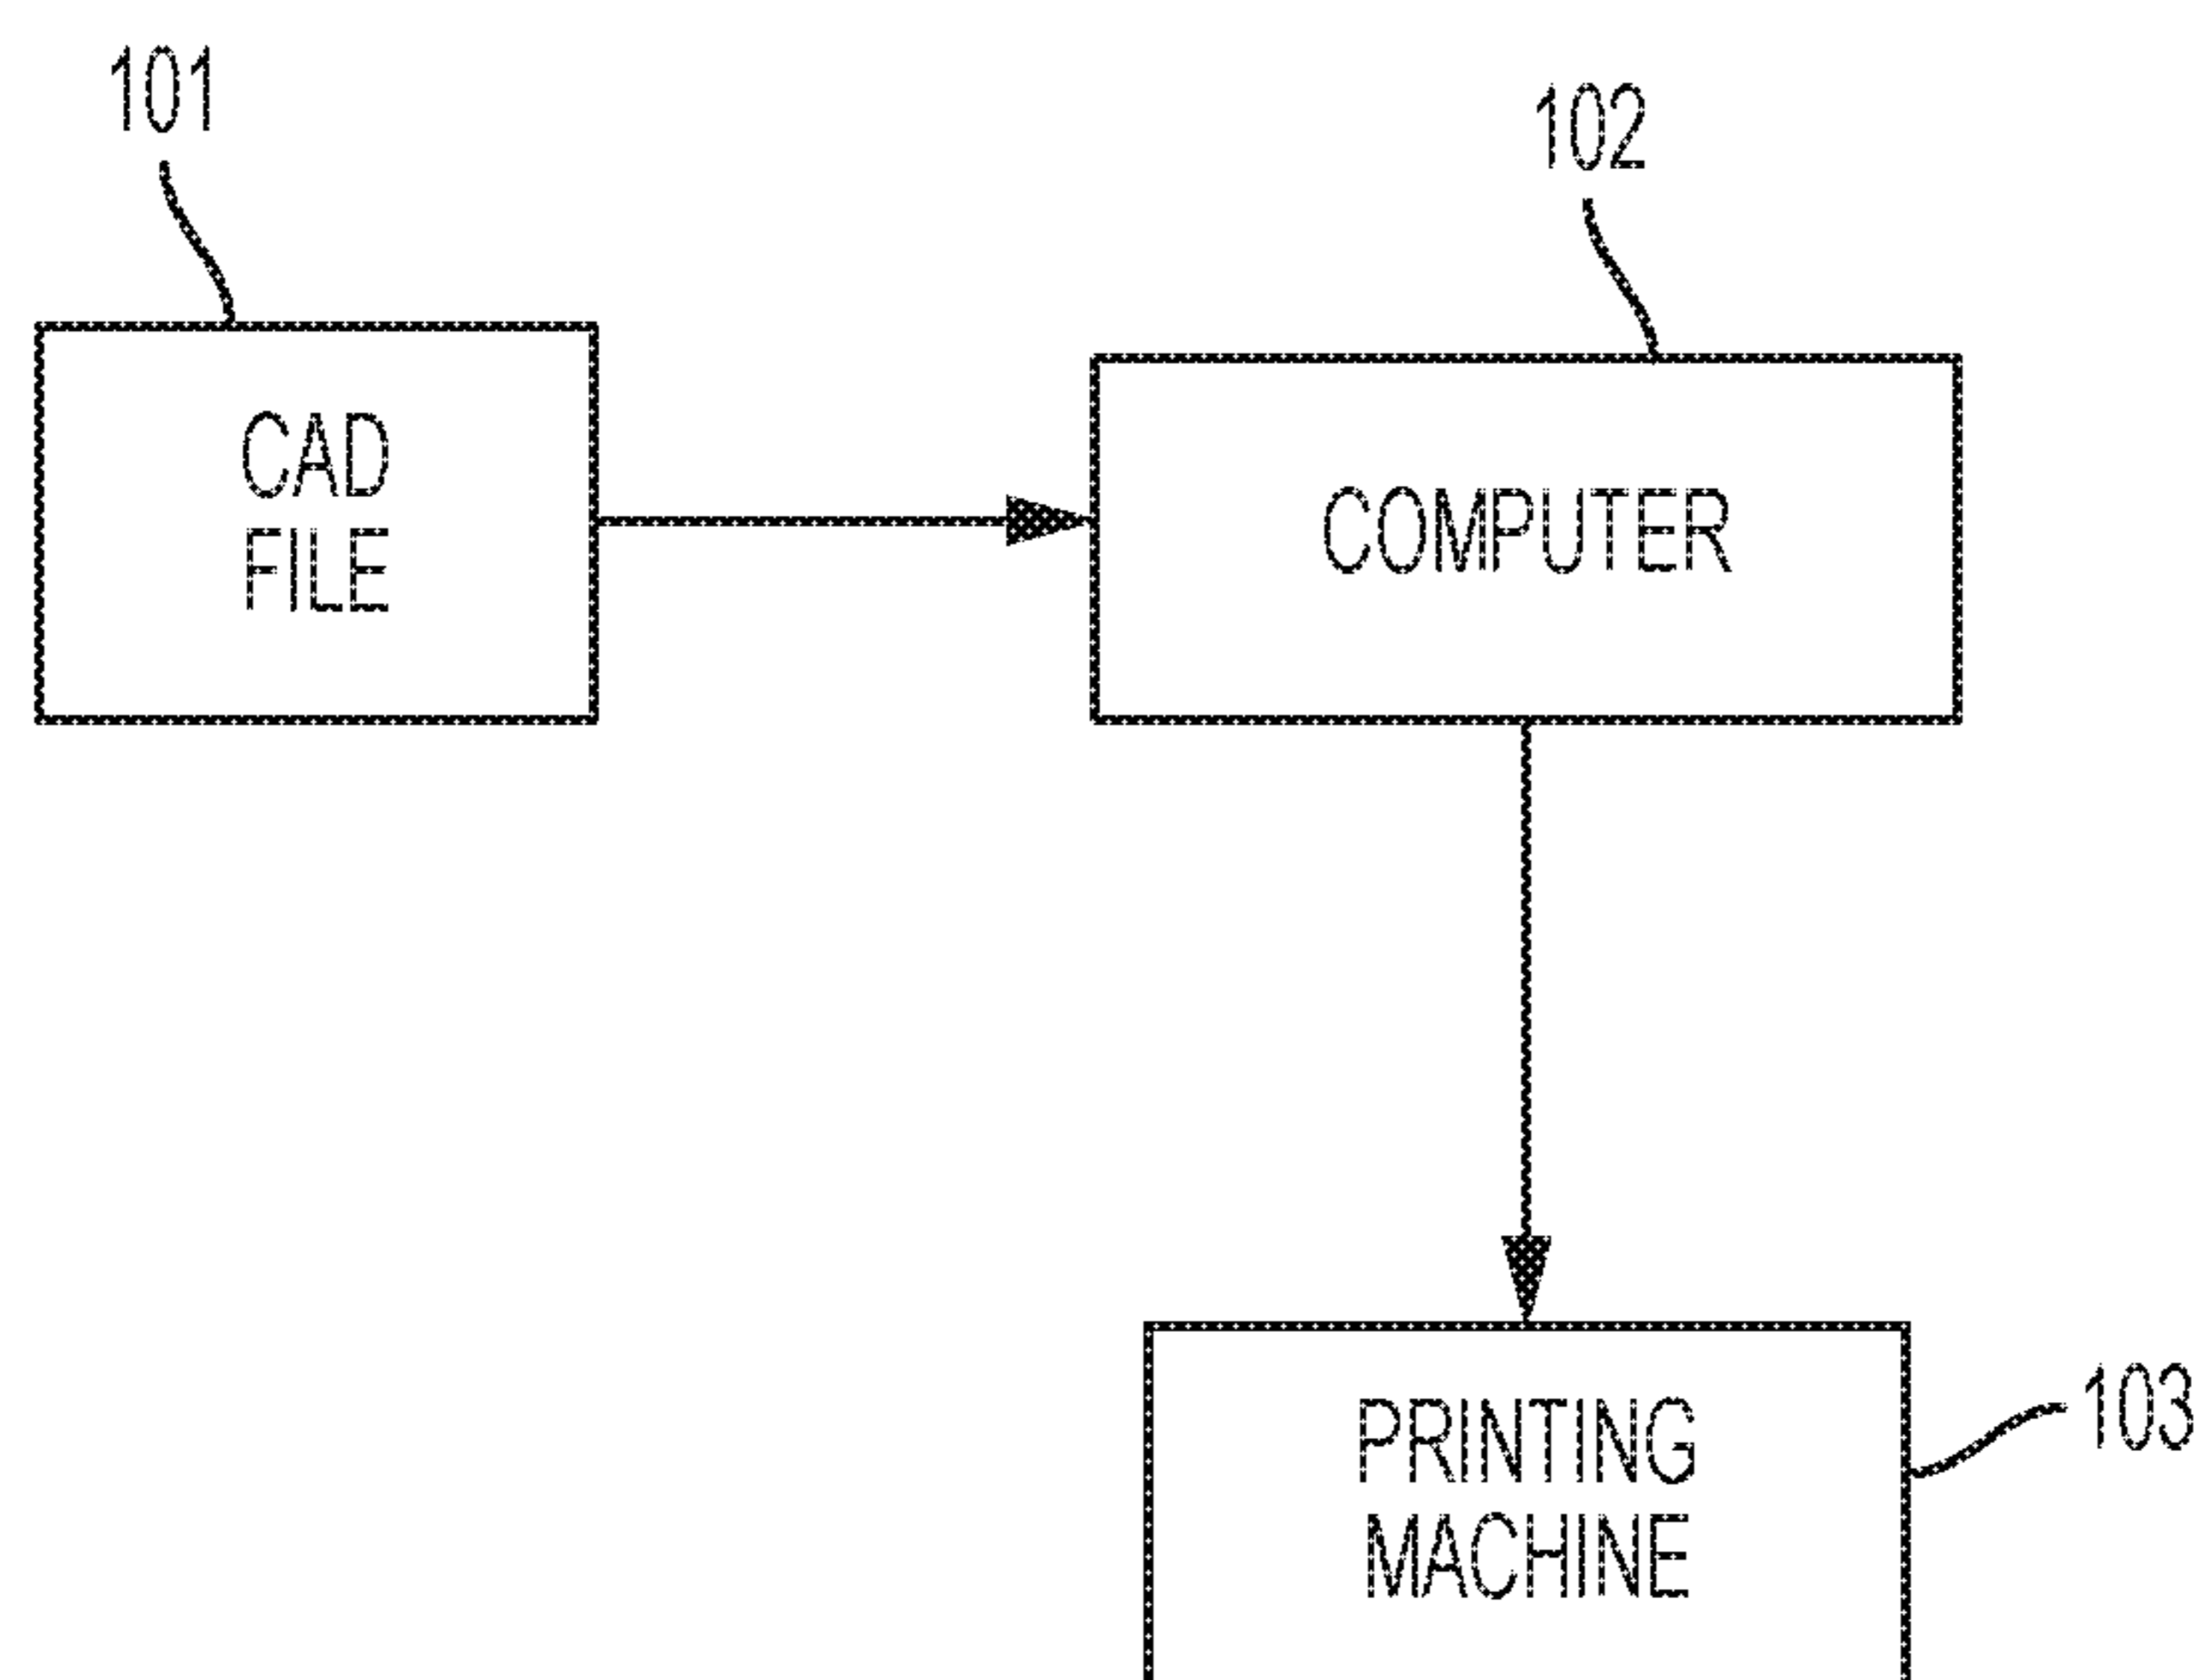 101
102
CAD
FILE
COMPUTER
PRINTING
MACHINE
103